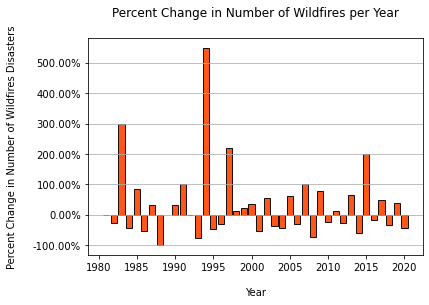 Percent Change in Number of Wildfires per Year
Percent Change in Number of Wildfires Disasters
500.00%
400.00%
300.00%
200.00%
100.00%
0.00%
-100.00%
1980 1985 1990 1995 2000 2005 2010 2015 2020
Year